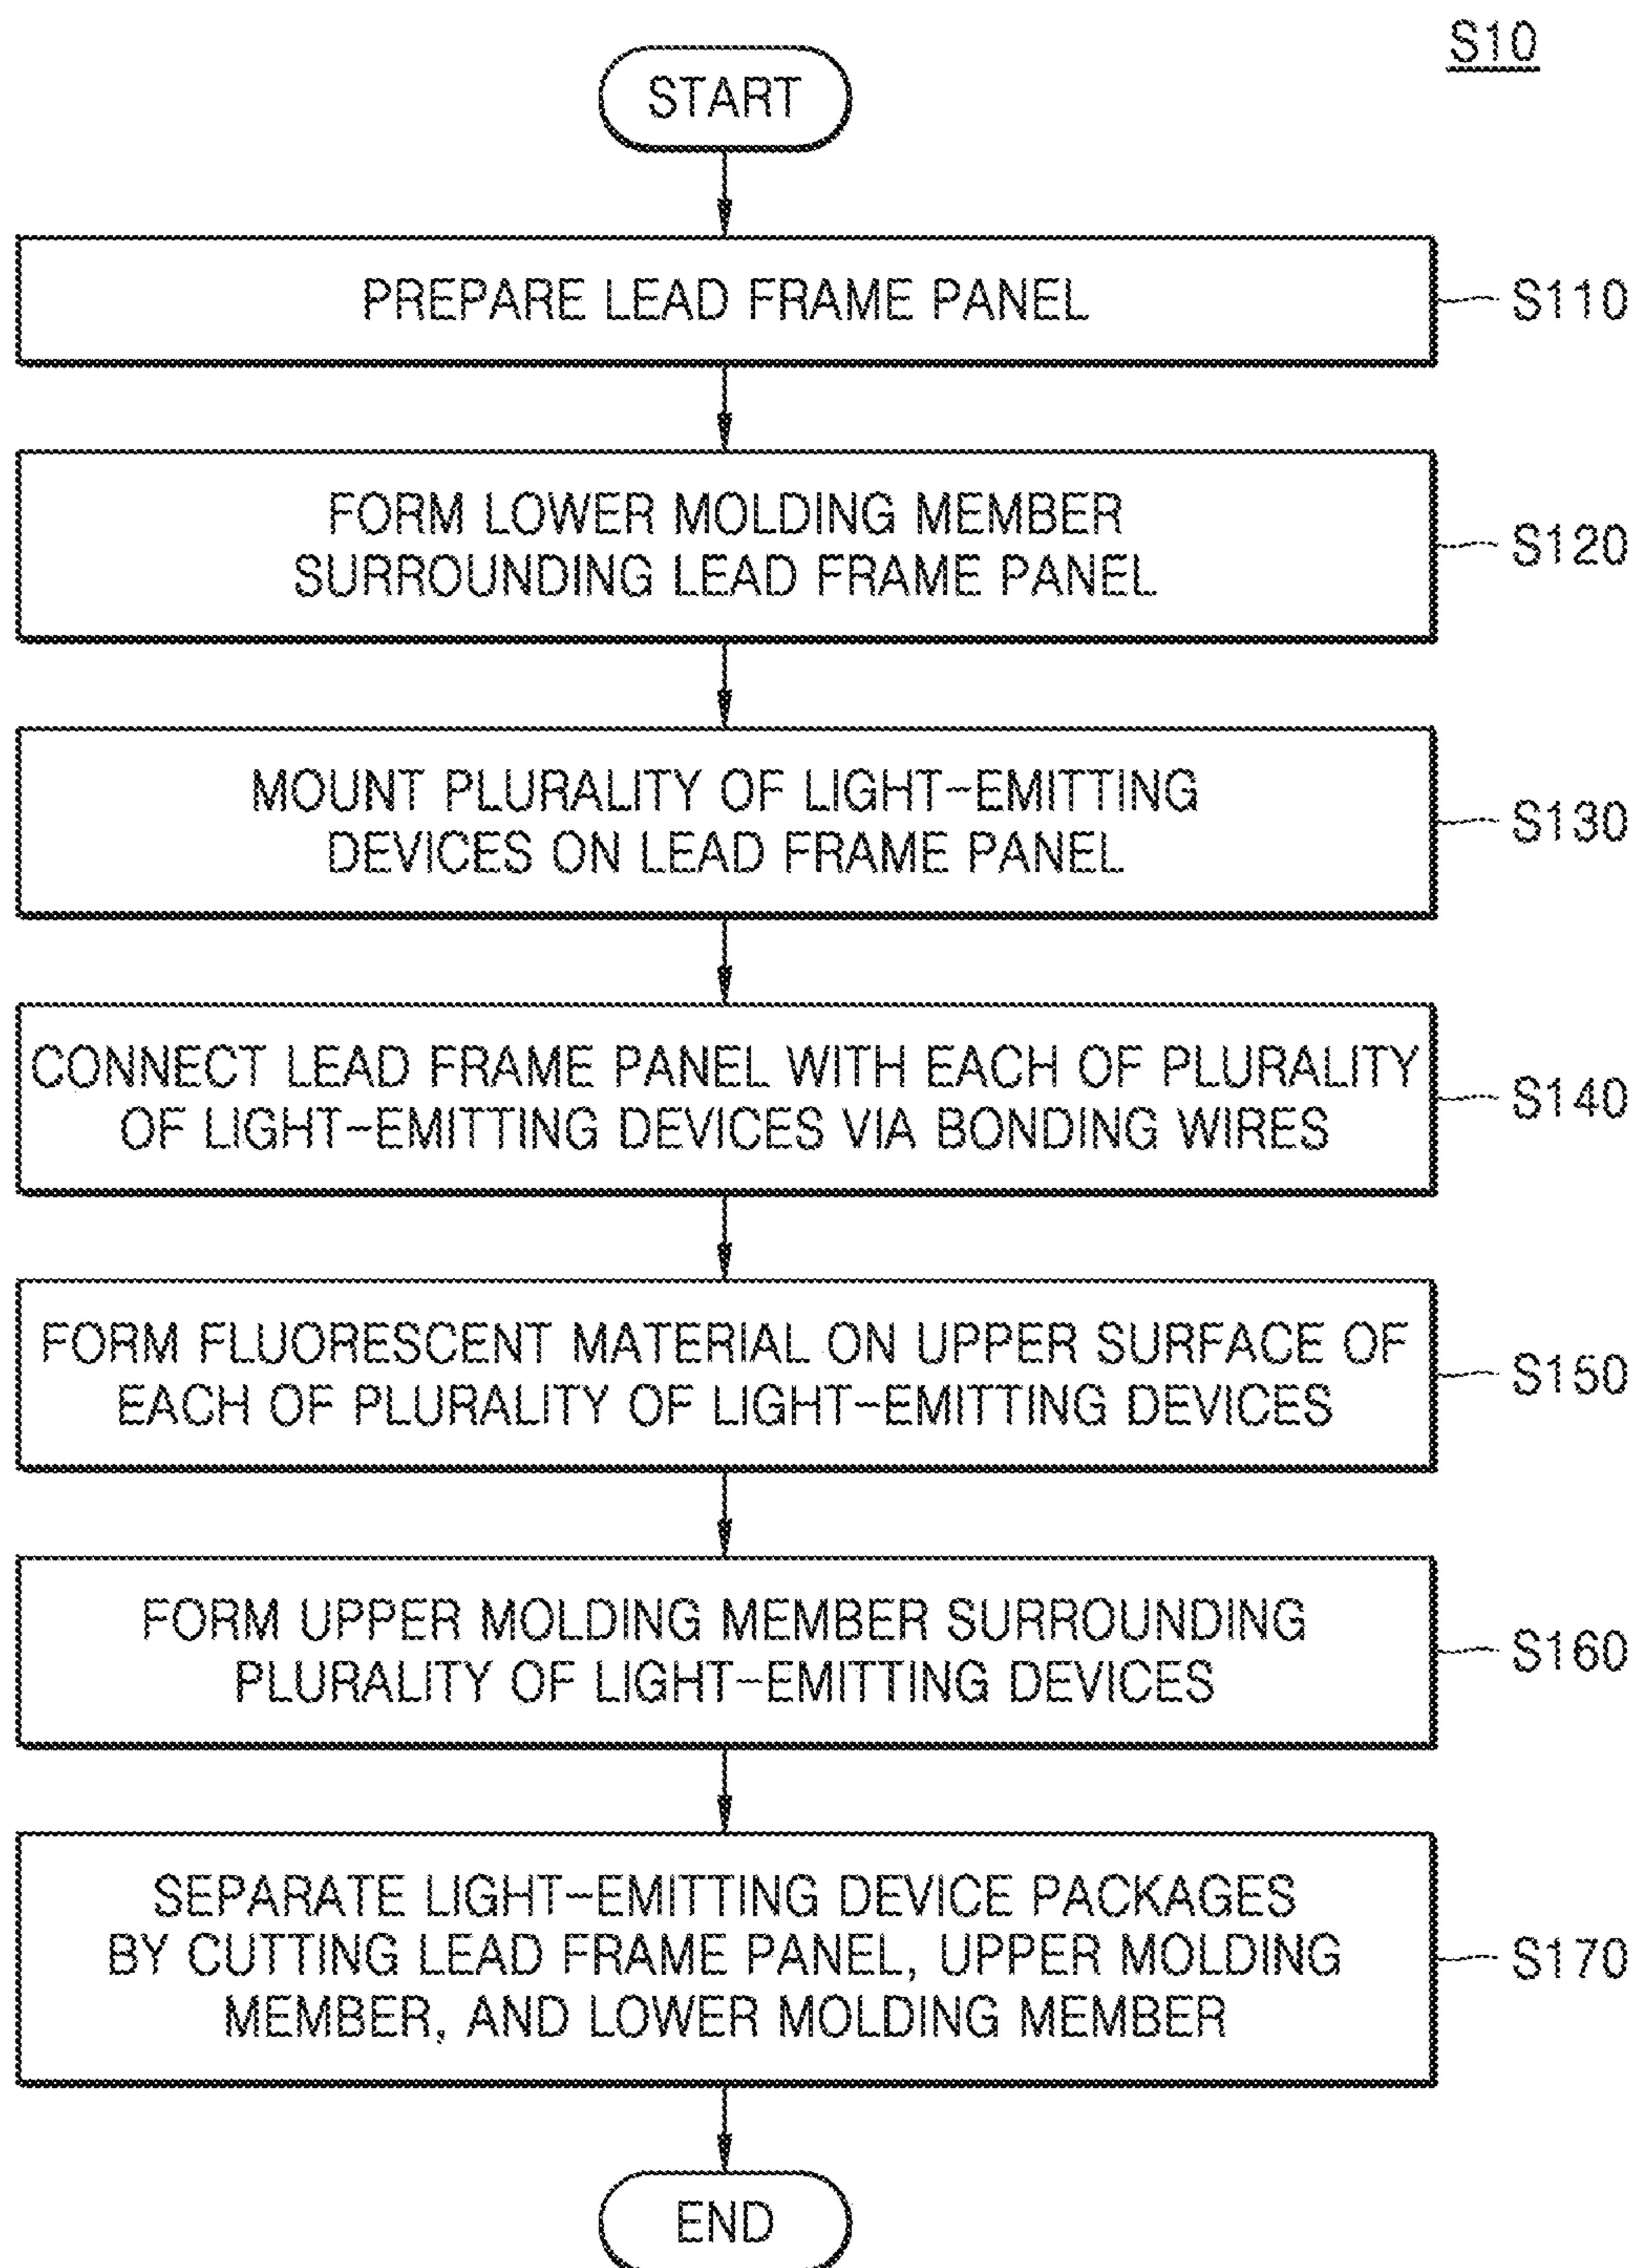 S10
START
PREPARE LEAD FRAME PANEL
S110
FORM LOWER MOLDING MEMBER
SURROUNDING LEAD FRAME PANEL
S120
MOUNT PLURALITY OF LIGHT-EMITTING
DEVICES ON LEAD FRAME PANEL
S130
CONNECT LEAD FRAME PANEL WITH EACH OF PLURALITY
OF LIGHT-EMITTING DEVICES VIA BONDING WIRES
S140
FORM FLUORESCENT MATERIAL ON UPPER SURFACE OF
EACH OF PLURALITY OF LIGHT-EMITTING DEVICES
S150
FORM UPPER MOLDING MEMBER SURROUNDING
PLURALITY OF LIGHT-EMITTING DEVICES
S160
SEPARATE LIGHT-EMITTING DEVICE PACKAGES
BY CUTTING LEAD FRAME PANEL, UPPER MOLDING
MEMBER, AND LOWER MOLDING MEMBER
S170
END